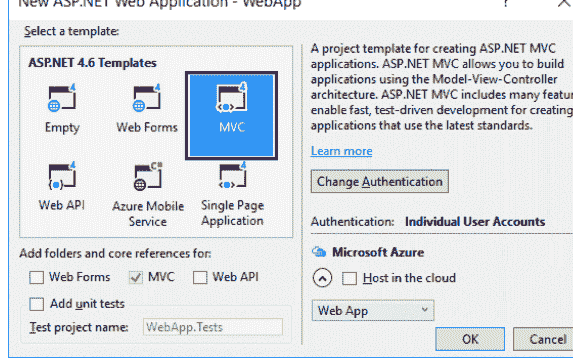 New ASP.NET Web Application - WebApp ? X
Select a template:
ASP.NET 4.6 Templates
Empty
Web Forms
MVC
Web API
Azure Mobile
Service
Single Page
Application
A project template for creating ASP.NET MVC
applications. ASP.NET MVC allows you to build
applications using the Model-View-Controller
architecture. ASP.NET MVC includes many featur
enable fast, test-driven development for creating
applications that use the latest standards.
Learn more
Change Authentication
Authentication: Individual User Accounts
Microsoft Azure
Host in the cloud
Web App
Add folders and core references for:
Web Forms MVC Web API
Add unit tests
Test project name: WebApp.Tests
OK Cancel